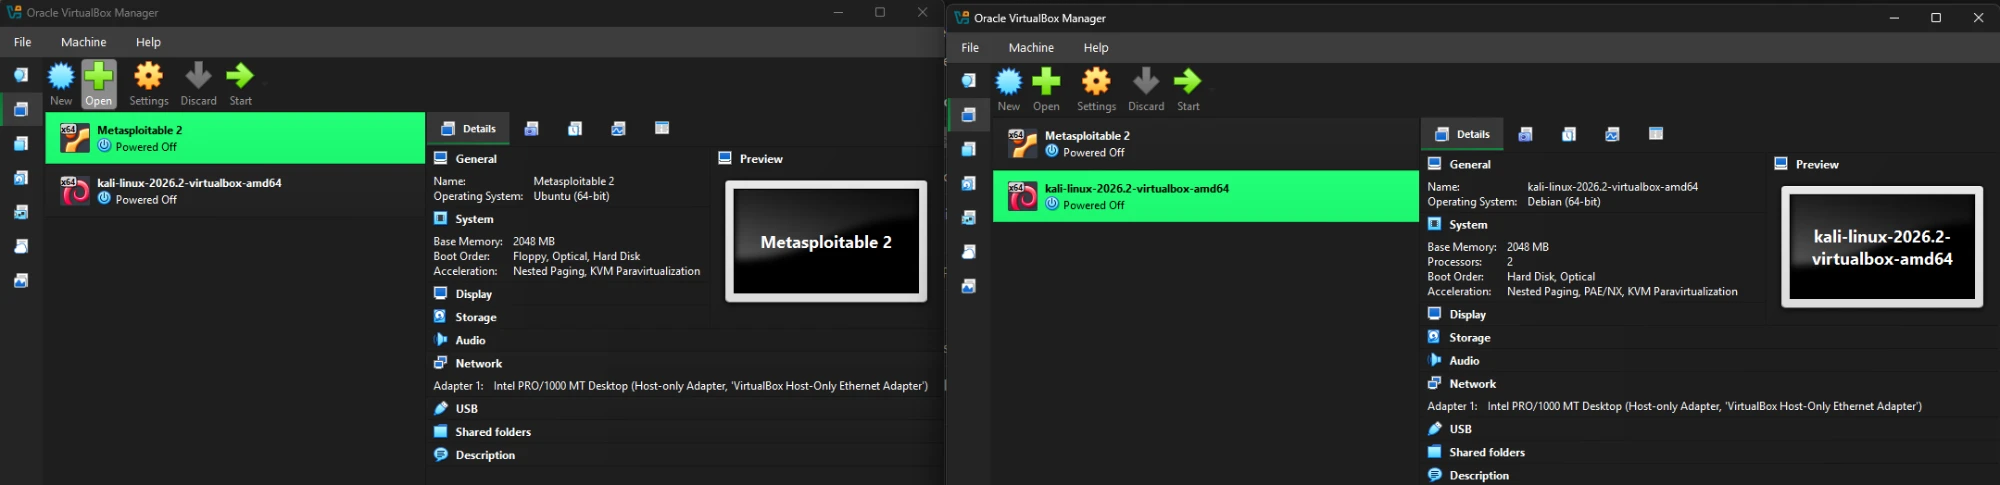 Oracle VirtualBox Manager
File Machine Help
New Open Settings Discard Start
x64 Metasploitable 2
Powered Off
x64 kali-linux-2026.2-virtualbox-amd64
Powered Off
Details
General
Name: Metasploitable 2
Operating System: Ubuntu (64-bit)
System
Base Memory: 2048 MB
Boot Order: Floppy, Optical, Hard Disk
Acceleration: Nested Paging, KVM Paravirtualization
Display
Storage
Audio
Network
Adapter 1: Intel PRO/1000 MT Desktop (Host-only Adapter, 'VirtualBox Host-Only Ethernet Adapter')
USB
Shared folders
Description
Preview
Metasploitable 2
Oracle VirtualBox Manager
File Machine Help
New Open Settings Discard Start
x64 Metasploitable 2
Powered Off
x64 kali-linux-2026.2-virtualbox-amd64
Powered Off
Details
General
Name: kali-linux-2026.2-virtualbox-amd64
Operating System: Debian (64-bit)
System
Base Memory: 2048 MB
Processors: 2
Boot Order: Hard Disk, Optical
Acceleration: Nested Paging, PAE/NX, KVM Paravirtualization
Display
Storage
Audio
Network
Adapter 1: Intel PRO/1000 MT Desktop (Host-only Adapter, 'VirtualBox Host-Only Ethernet Adapter')
USB
Shared folders
Description
Preview
kali-linux-2026.2-
virtualbox-amd64